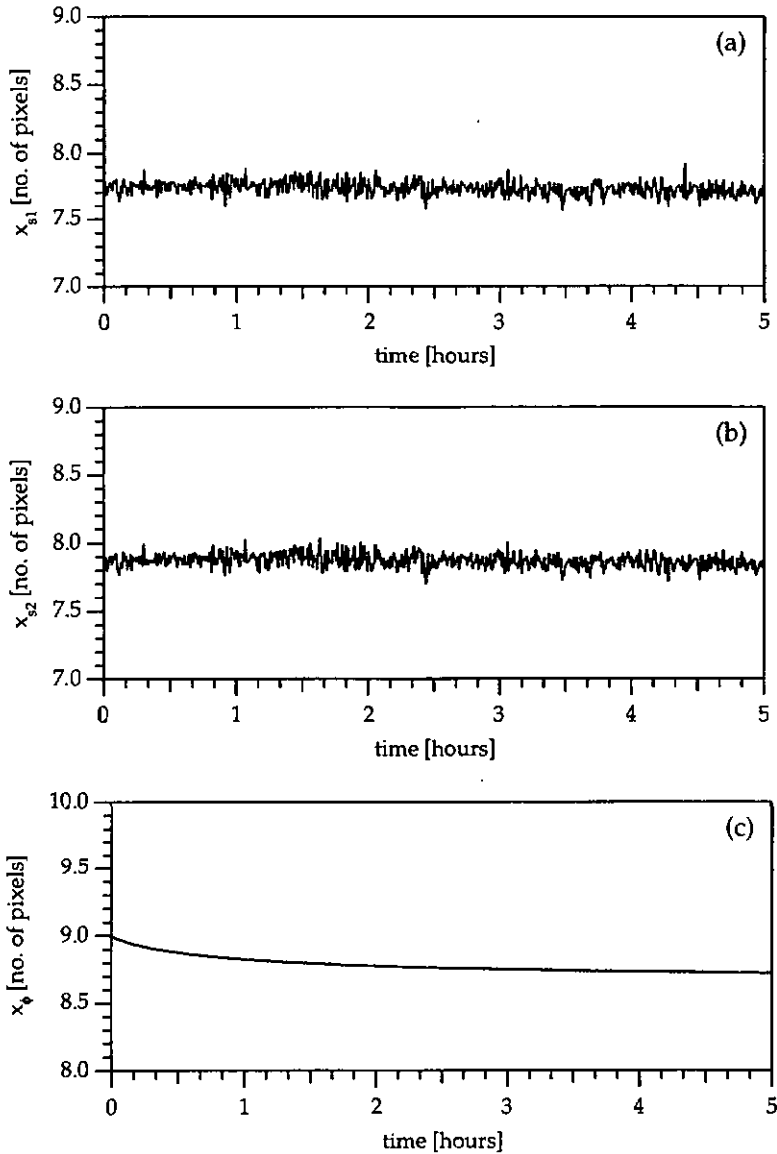 9.0
(a)
8.5
8.0
7.5
7.0
x_s1 [no. of pixels]
0 1 2 3 4 5
time [hours]
9.0
(b)
8.5
8.0
7.5
7.0
x_s2 [no. of pixels]
0 1 2 3 4 5
time [hours]
10.0
(c)
9.5
9.0
8.5
8.0
x_ϕ [no. of pixels]
0 1 2 3 4 5
time [hours]